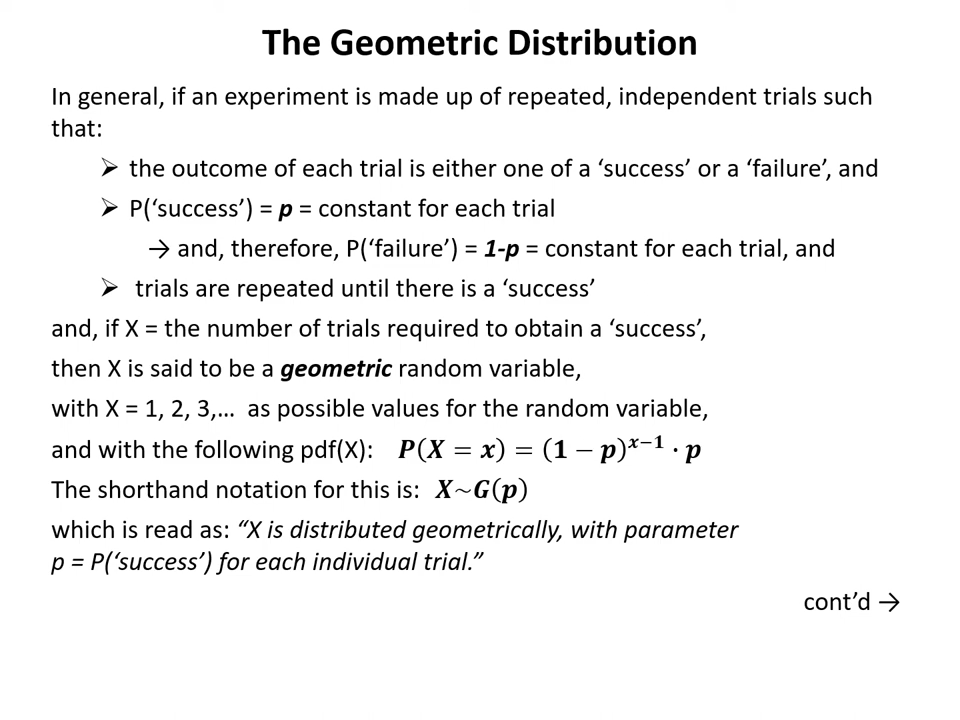 The Geometric Distribution
In general, if an experiment is made up of repeated, independent trials such
that:
➢ the outcome of each trial is either one of a ‘success’ or a ‘failure’, and
➢ P(‘success’) = p = constant for each trial
→ and, therefore, P(‘failure’) = 1-p = constant for each trial, and
➢ trials are repeated until there is a ‘success’
and, if X = the number of trials required to obtain a ‘success’,
then X is said to be a geometric random variable,
with X = 1, 2, 3,… as possible values for the random variable,
and with the following pdf(X): P(X = x) = (1 − p)^{x−1} · p
The shorthand notation for this is: X~G(p)
which is read as: “X is distributed geometrically, with parameter
p = P(‘success’) for each individual trial.”
cont’d →